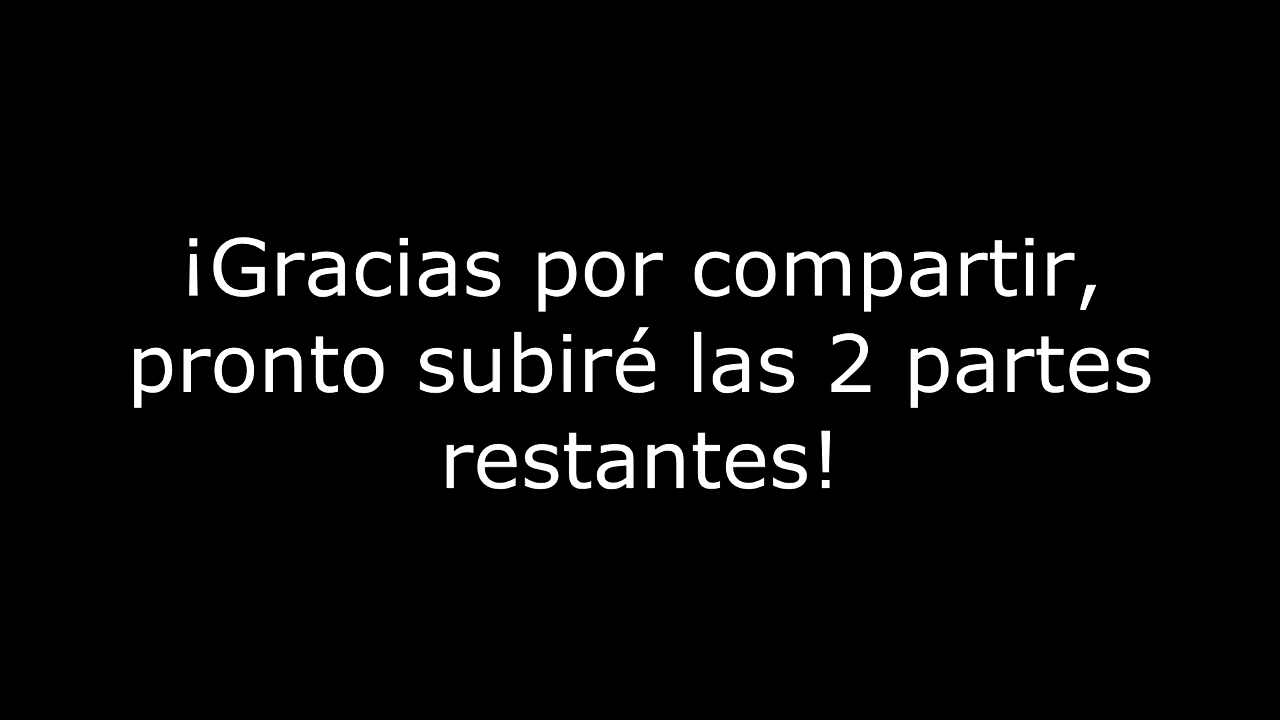 ¡Gracias por compartir,
pronto subiré las 2 partes
restantes!